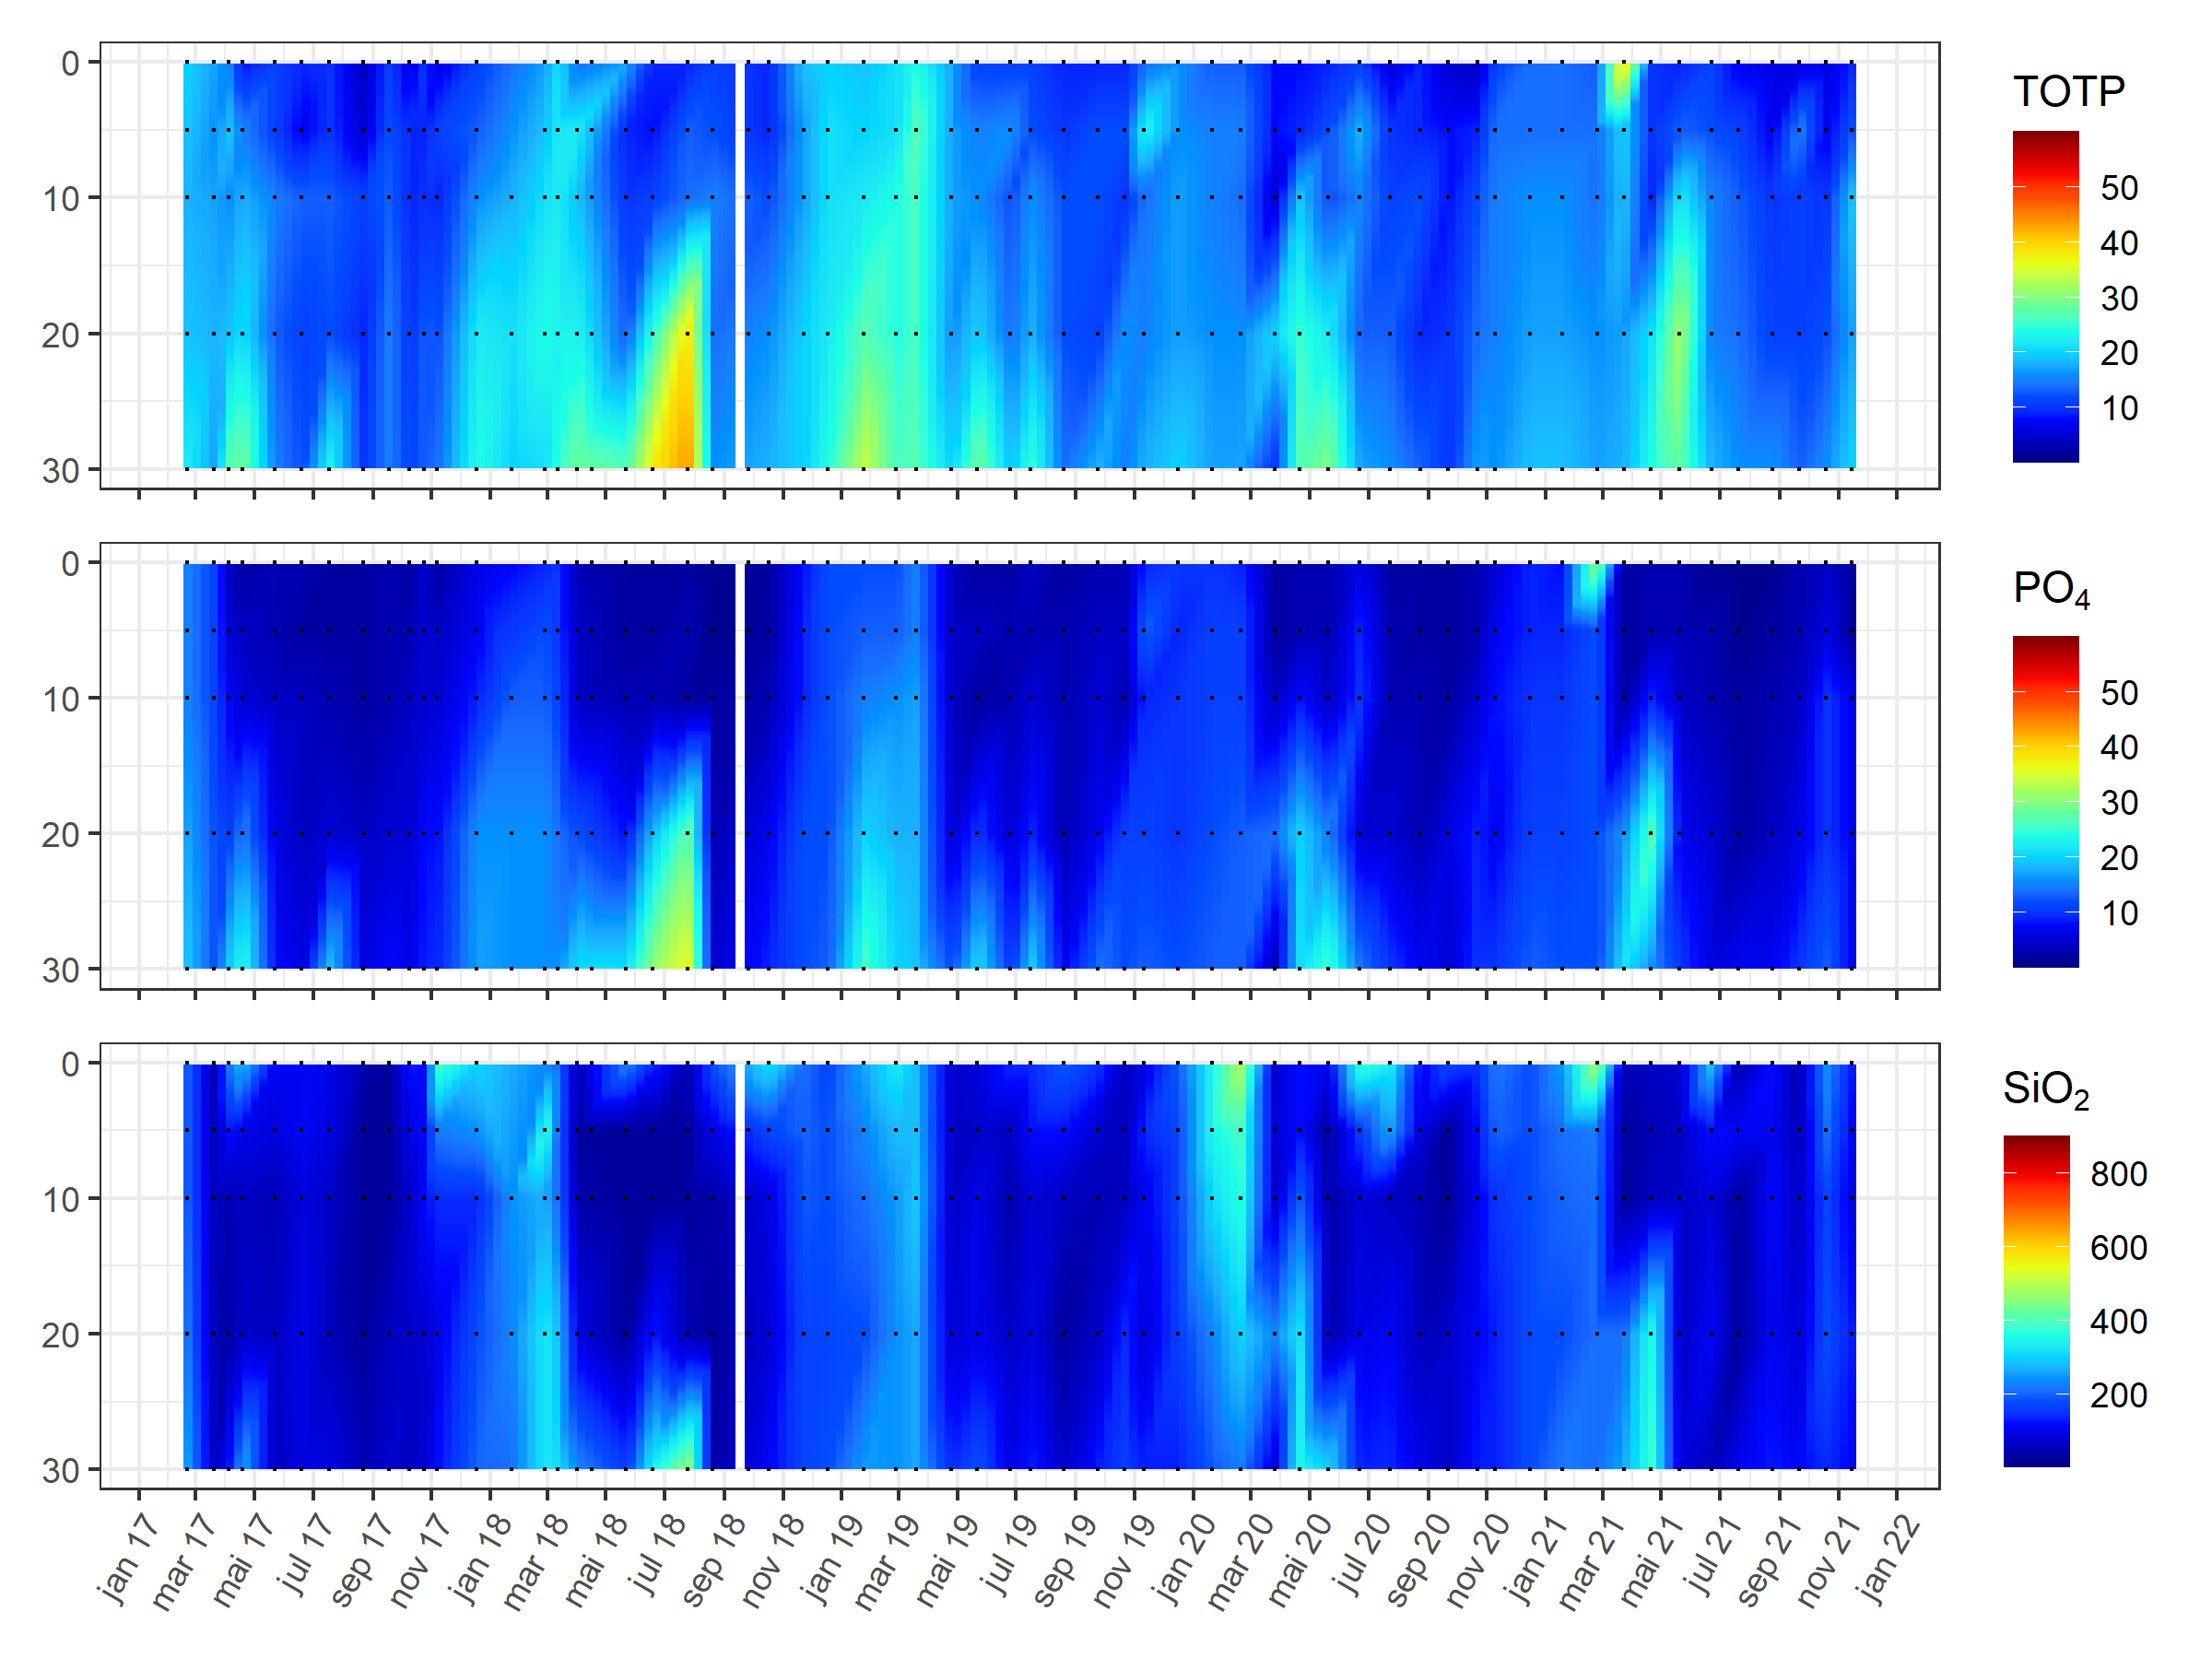 0
10
20
30
TOTP
50
40
30
20
10
0
10
20
30
PO₄
50
40
30
20
10
0
10
20
30
SiO₂
800
600
400
200
jan 17
mar 17
mai 17
jul 17
sep 17
nov 17
jan 18
mar 18
mai 18
jul 18
sep 18
nov 18
jan 19
mar 19
mai 19
jul 19
sep 19
nov 19
jan 20
mar 20
mai 20
jul 20
sep 20
nov 20
jan 21
mar 21
mai 21
jul 21
sep 21
nov 21
jan 22